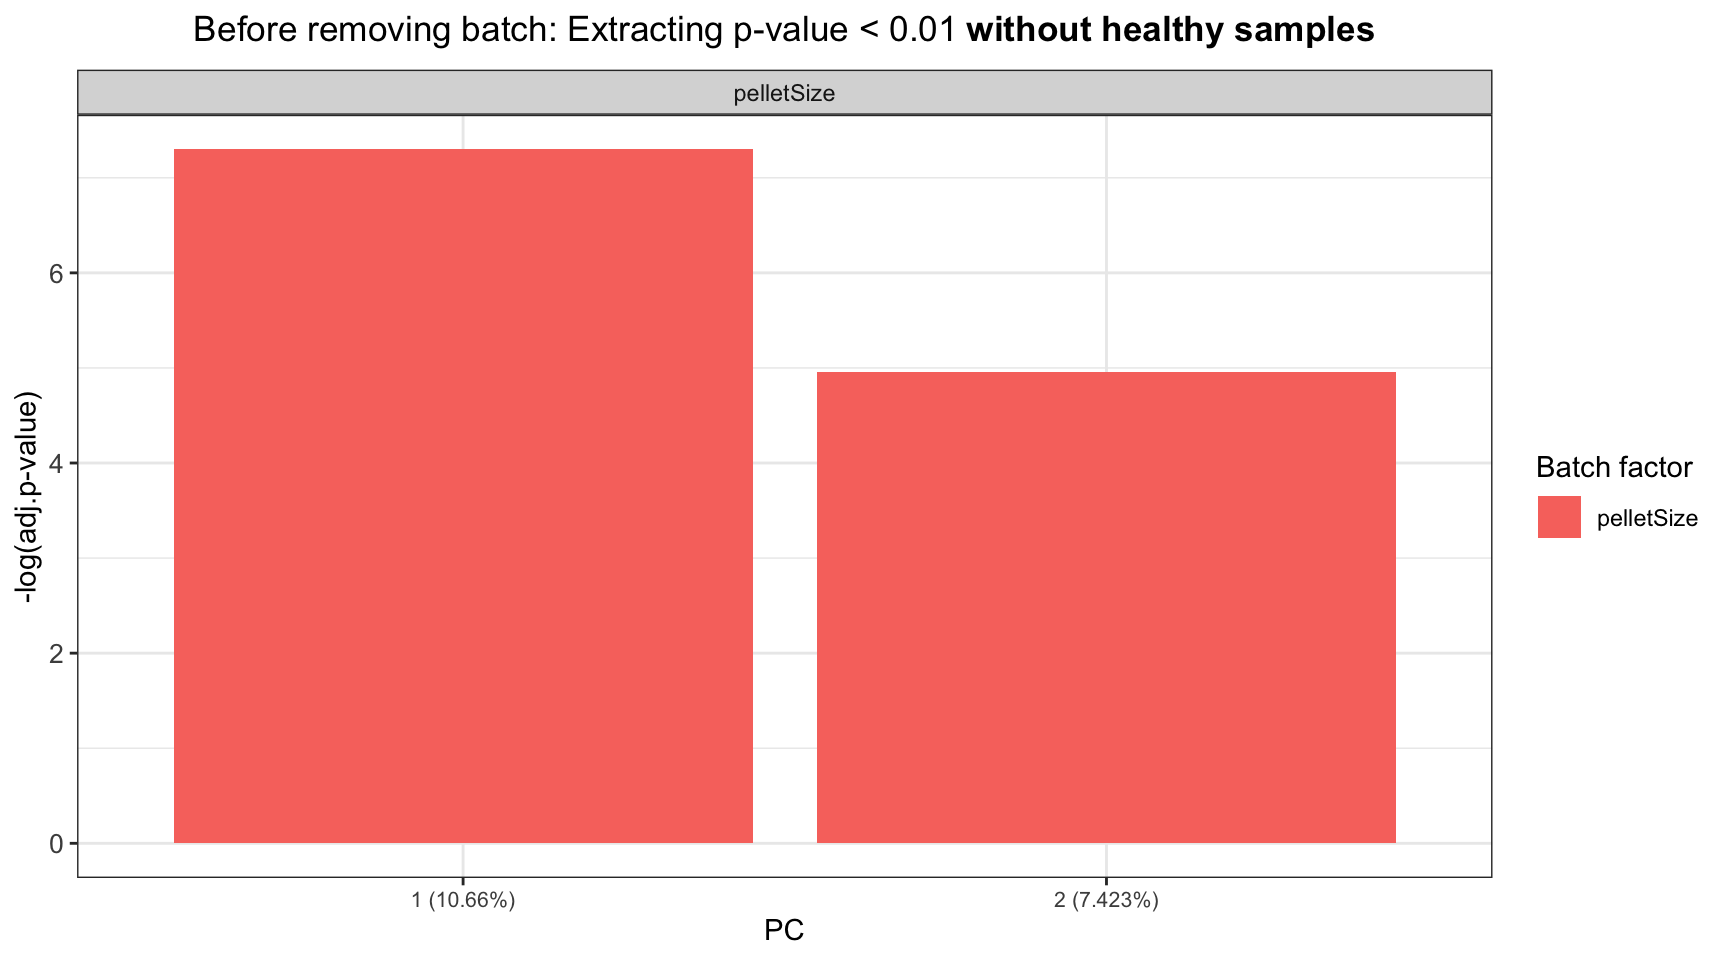 Before removing batch: Extracting p-value < 0.01 without healthy samples
pelletSize
-log(adj.p-value)
6
4
2
0
1 (10.66%)
2 (7.423%)
PC
Batch factor
pelletSize